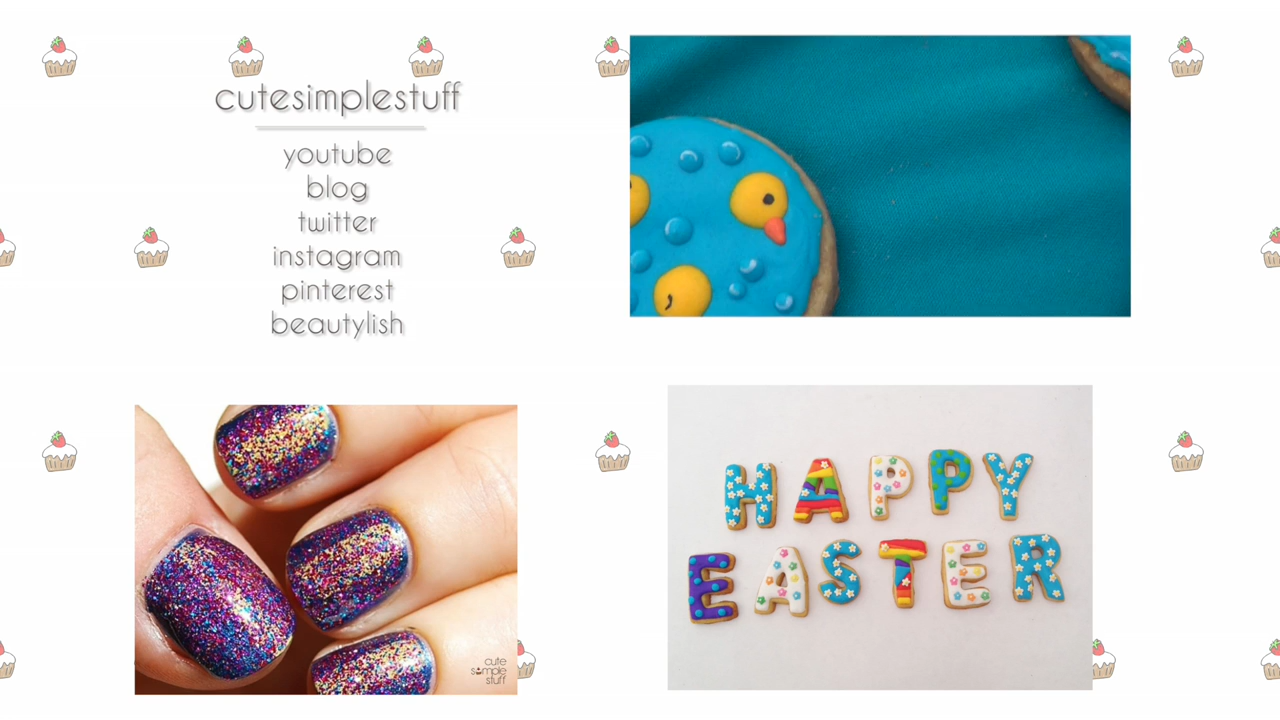 cutesimplestuff
youtube
blog
twitter
instagram
pinterest
beautylish
cute
simple
stuff
HAPPY
EASTER